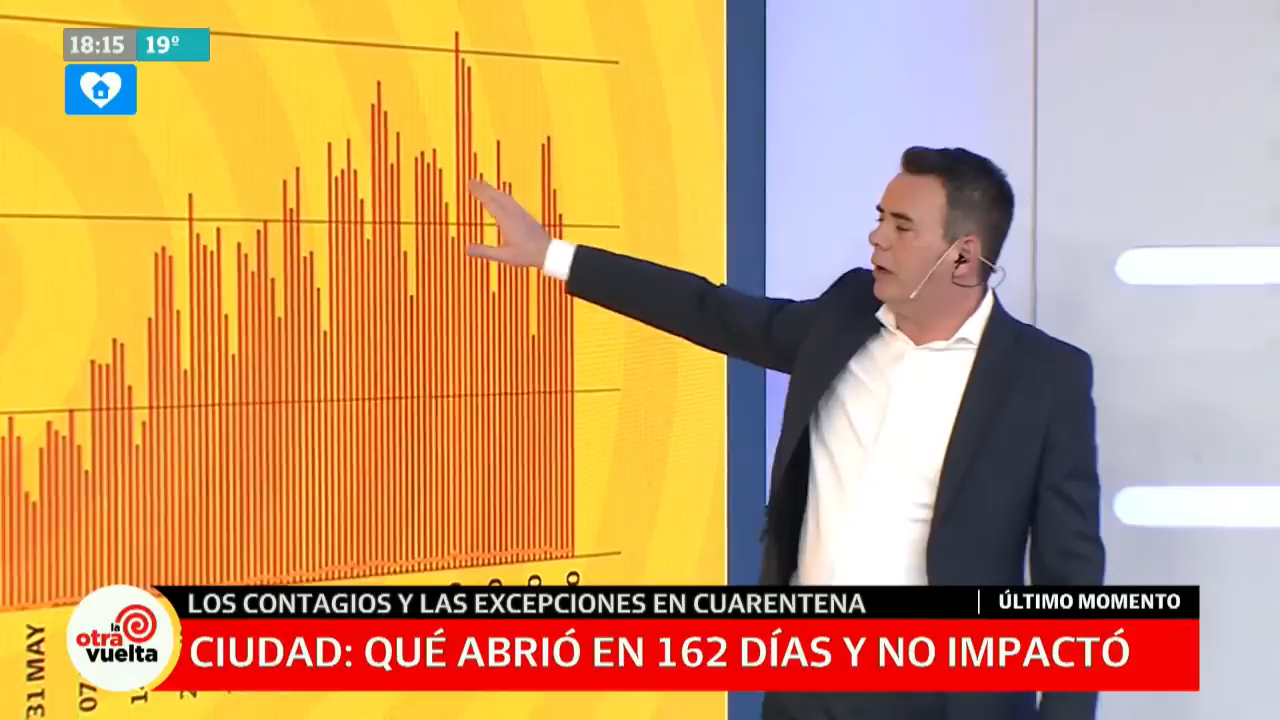 18:15 19º
31 MAY
07
la
otra
vuelta
LOS CONTAGIOS Y LAS EXCEPCIONES EN CUARENTENA
ÚLTIMO MOMENTO
CIUDAD: QUÉ ABRIÓ EN 162 DÍAS Y NO IMPACTÓ